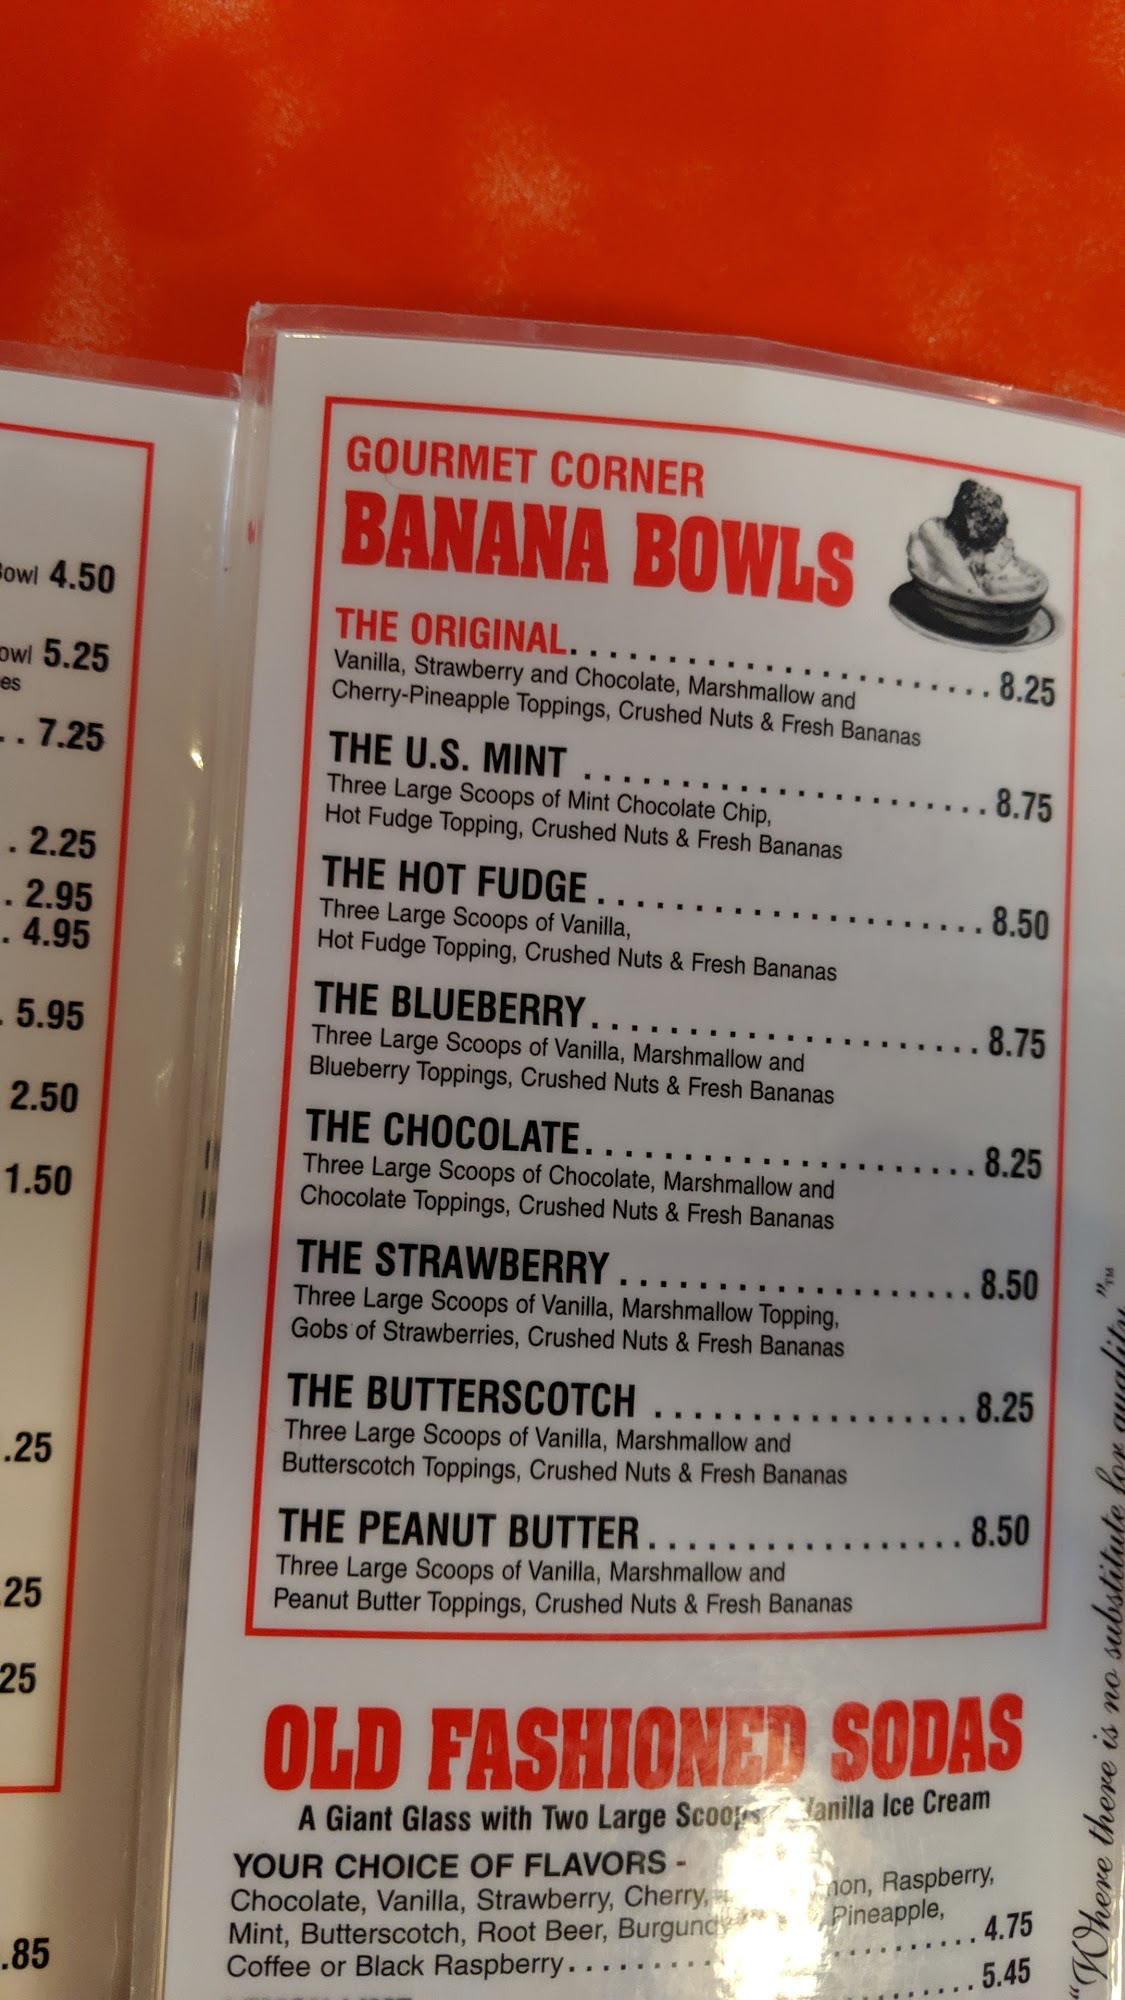 Bowl 4.50
5.25
es
. . 7.25
. 2.25
. 2.95
. 4.95
. 5.95
2.50
1.50
.25
.25
25
.85
GOURMET CORNER
BANANA BOWLS
THE ORIGINAL. . . . . . . . . . . . . . . . . . . . . . 8.25
Vanilla, Strawberry and Chocolate, Marshmallow and
Cherry-Pineapple Toppings, Crushed Nuts & Fresh Bananas
THE U.S. MINT . . . . . . . . . . . . . . . . . . . . . 8.75
Three Large Scoops of Mint Chocolate Chip,
Hot Fudge Topping, Crushed Nuts & Fresh Bananas
THE HOT FUDGE . . . . . . . . . . . . . . . . . . . . 8.50
Three Large Scoops of Vanilla,
Hot Fudge Topping, Crushed Nuts & Fresh Bananas
THE BLUEBERRY. . . . . . . . . . . . . . . . . . . . 8.75
Three Large Scoops of Vanilla, Marshmallow and
Blueberry Toppings, Crushed Nuts & Fresh Bananas
THE CHOCOLATE. . . . . . . . . . . . . . . . . . . . 8.25
Three Large Scoops of Chocolate, Marshmallow and
Chocolate Toppings, Crushed Nuts & Fresh Bananas
THE STRAWBERRY . . . . . . . . . . . . . . . . . . 8.50
Three Large Scoops of Vanilla, Marshmallow Topping,
Gobs of Strawberries, Crushed Nuts & Fresh Bananas
THE BUTTERSCOTCH . . . . . . . . . . . . . . . . 8.25
Three Large Scoops of Vanilla, Marshmallow and
Butterscotch Toppings, Crushed Nuts & Fresh Bananas
THE PEANUT BUTTER . . . . . . . . . . . . . . . . 8.50
Three Large Scoops of Vanilla, Marshmallow and
Peanut Butter Toppings, Crushed Nuts & Fresh Bananas
OLD FASHIONED SODAS
A Giant Glass with Two Large Scoops Vanilla Ice Cream
YOUR CHOICE OF FLAVORS -
Chocolate, Vanilla, Strawberry, Cherry, Raspberry,
Mint, Butterscotch, Root Beer, Burgundy Pineapple,
Coffee or Black Raspberry . . . . . . . . . . . . . . . . . . 4.75
5.45
"Where there is no substitute for quality"™